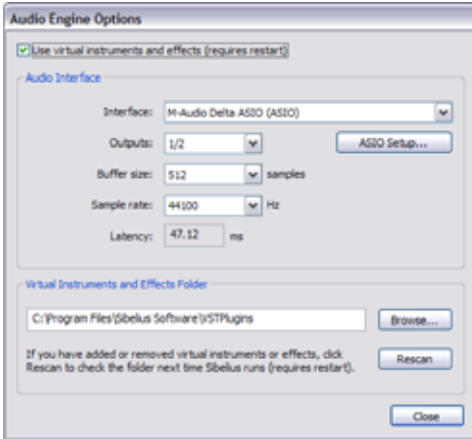 Audio Engine Options
Use virtual instruments and effects (requires restart)
Audio Interface
Interface: M-Audio Delta ASIO (ASIO)
Outputs: 1/2 ASIO Setup...
Buffer size: 512 samples
Sample rate: 44100 Hz
Latency: 47.12 ms
Virtual Instruments and Effects Folder
C:\Program Files\Sibelius Software\VSTPlugins Browse...
If you have added or removed virtual instruments or effects, click
Rescan to check the folder next time Sibelius runs (requires restart). Rescan
Close